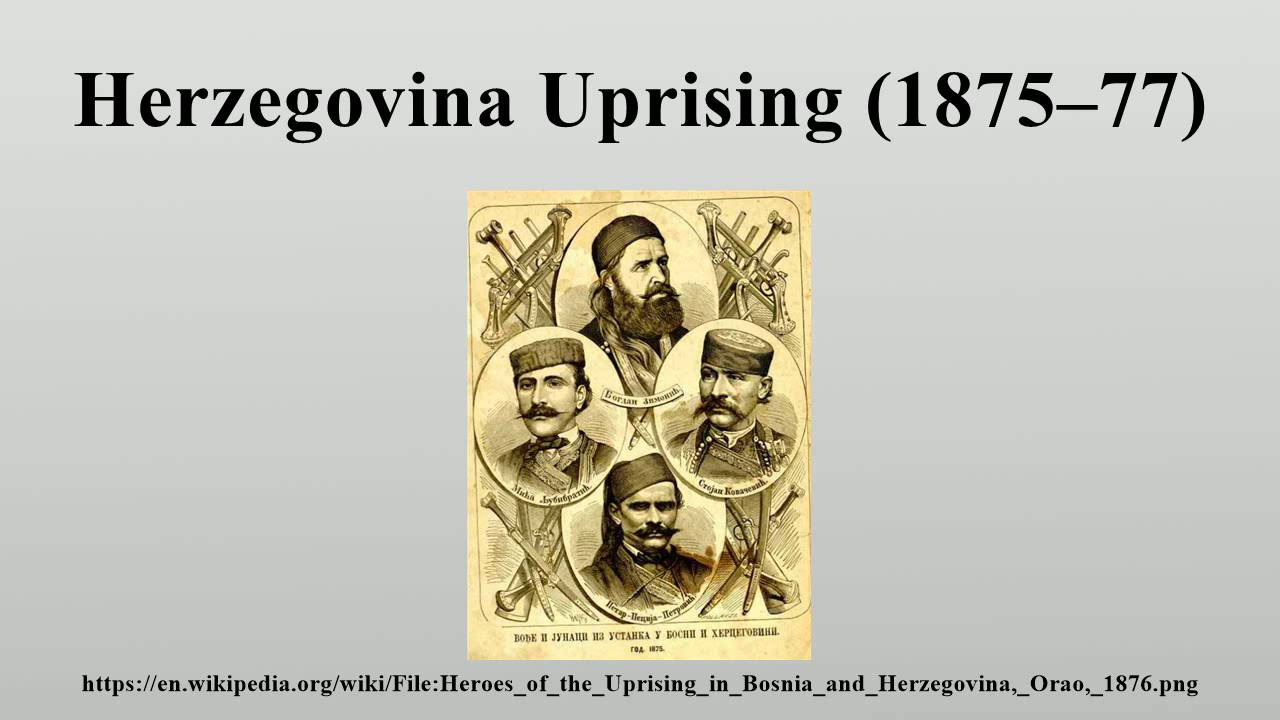 Herzegovina Uprising (1875–77)
Богдан Зимонић.
Мића Љубибратић.
Стојан Ковачевић.
Петар-Пеција-Петровић.
ВОЂЕ И ЈУНАЦИ ИЗ УСТАНКА У БОСНИ И ХЕРЦЕГОВИНИ.
ГОД. 1875.
https://en.wikipedia.org/wiki/File:Heroes_of_the_Uprising_in_Bosnia_and_Herzegovina,_Orao,_1876.png